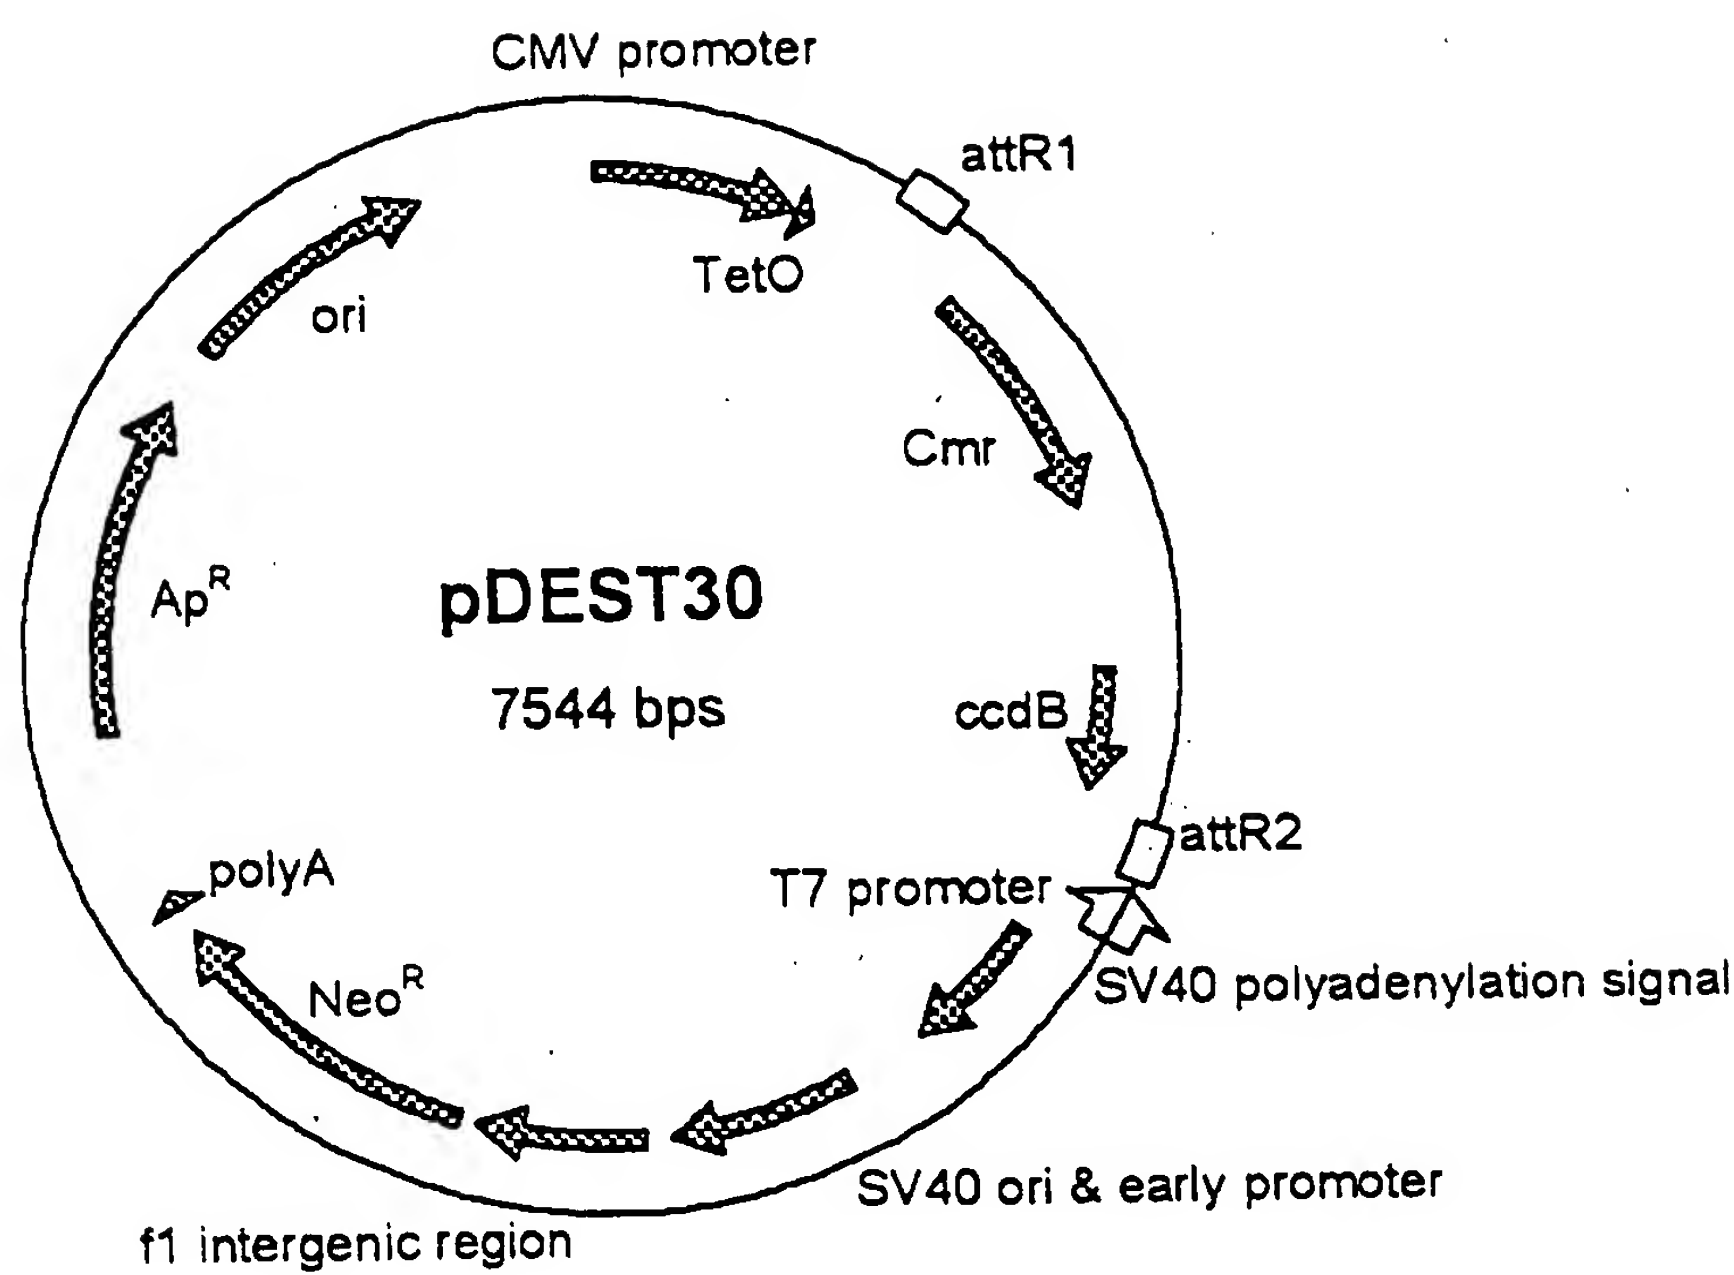 CMV promoter
attR1
TetO
ori
Cmr
Ap^R
pDEST30
7544 bps
ccdB
attR2
polyA
T7 promoter
Neo^R
SV40 polyadenylation signal
SV40 ori & early promoter
f1 intergenic region